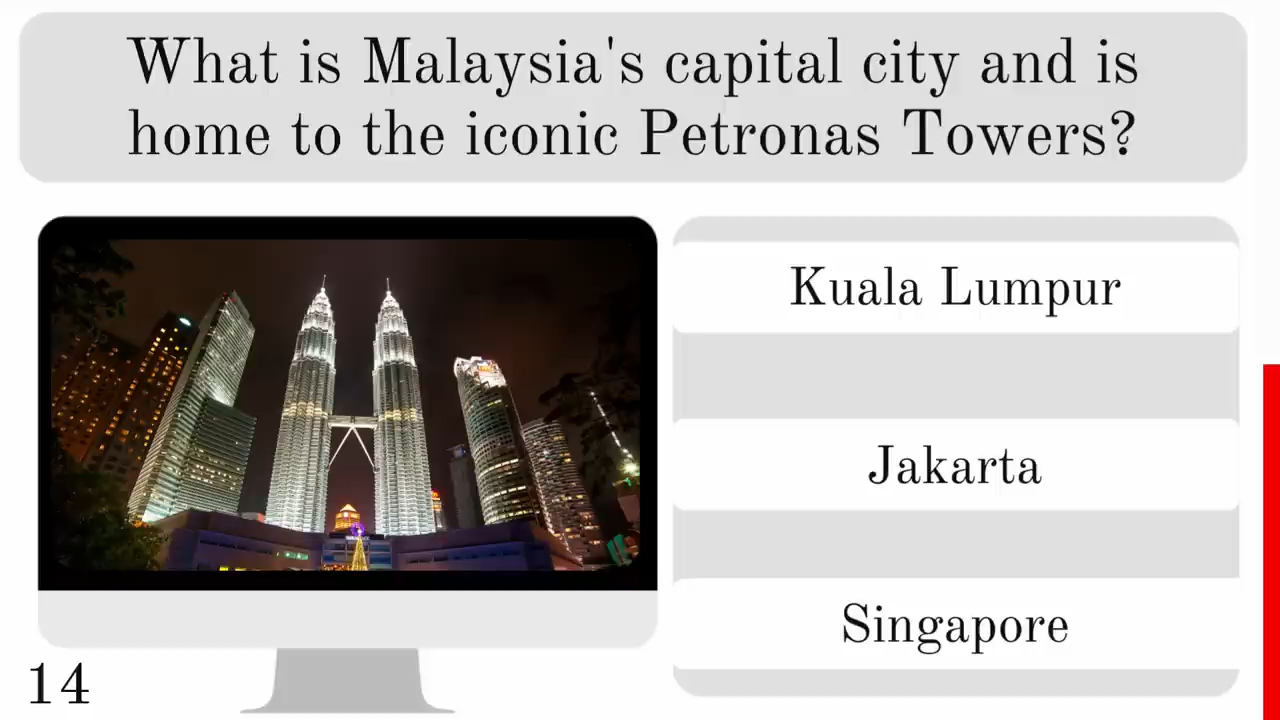 What is Malaysia's capital city and is
home to the iconic Petronas Towers?
Kuala Lumpur
Jakarta
Singapore
14